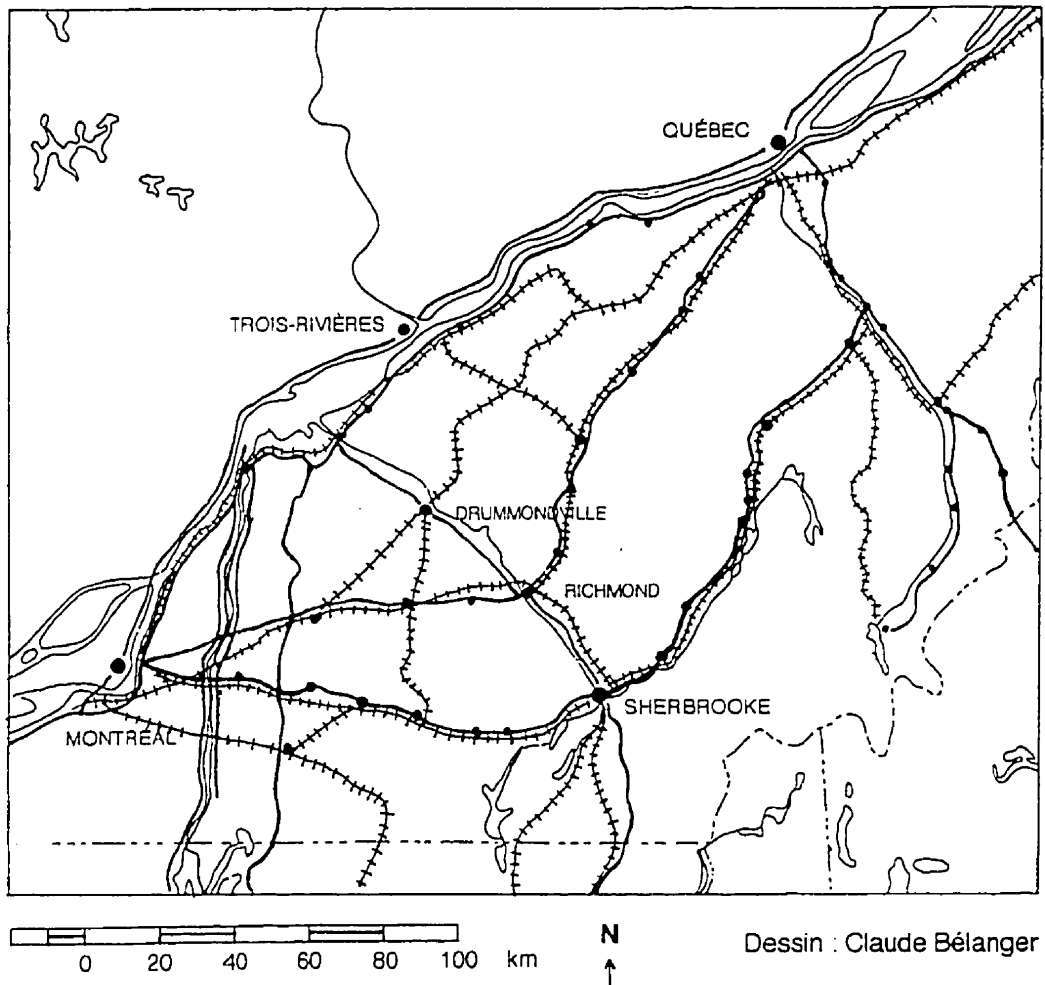 QUÉBEC
TROIS-RIVIÈRES
DRUMMONDVILLE
RICHMOND
SHERBROOKE
MONTRÉAL
0 20 40 60 80 100 km
N
Dessin : Claude Bélanger